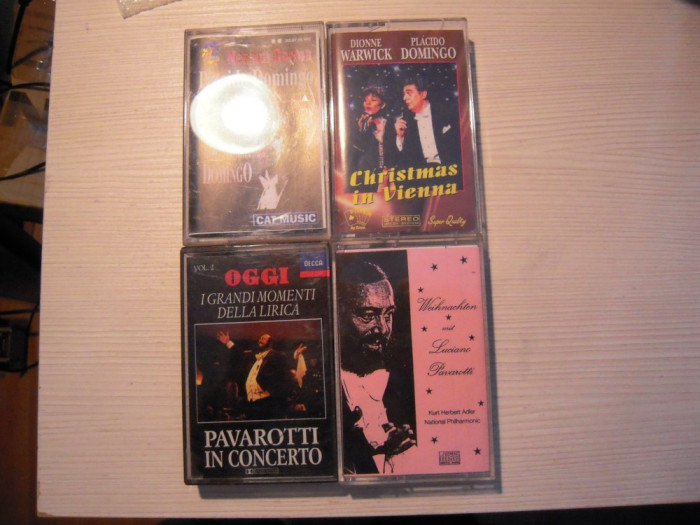 Domingo
DOMINGO
CAT MUSIC
DIONNE PLÁCIDO
WARWICK DOMINGO
Christmas
in Vienna
STEREO
Super Quality
VOL. 2
OGGI
DECCA
I GRANDI MOMENTI
DELLA LIRICA
PAVAROTTI
IN CONCERTO
Weihnachten
mit
Luciano
Pavarotti
Kurt Herbert Adler
National Philharmonic